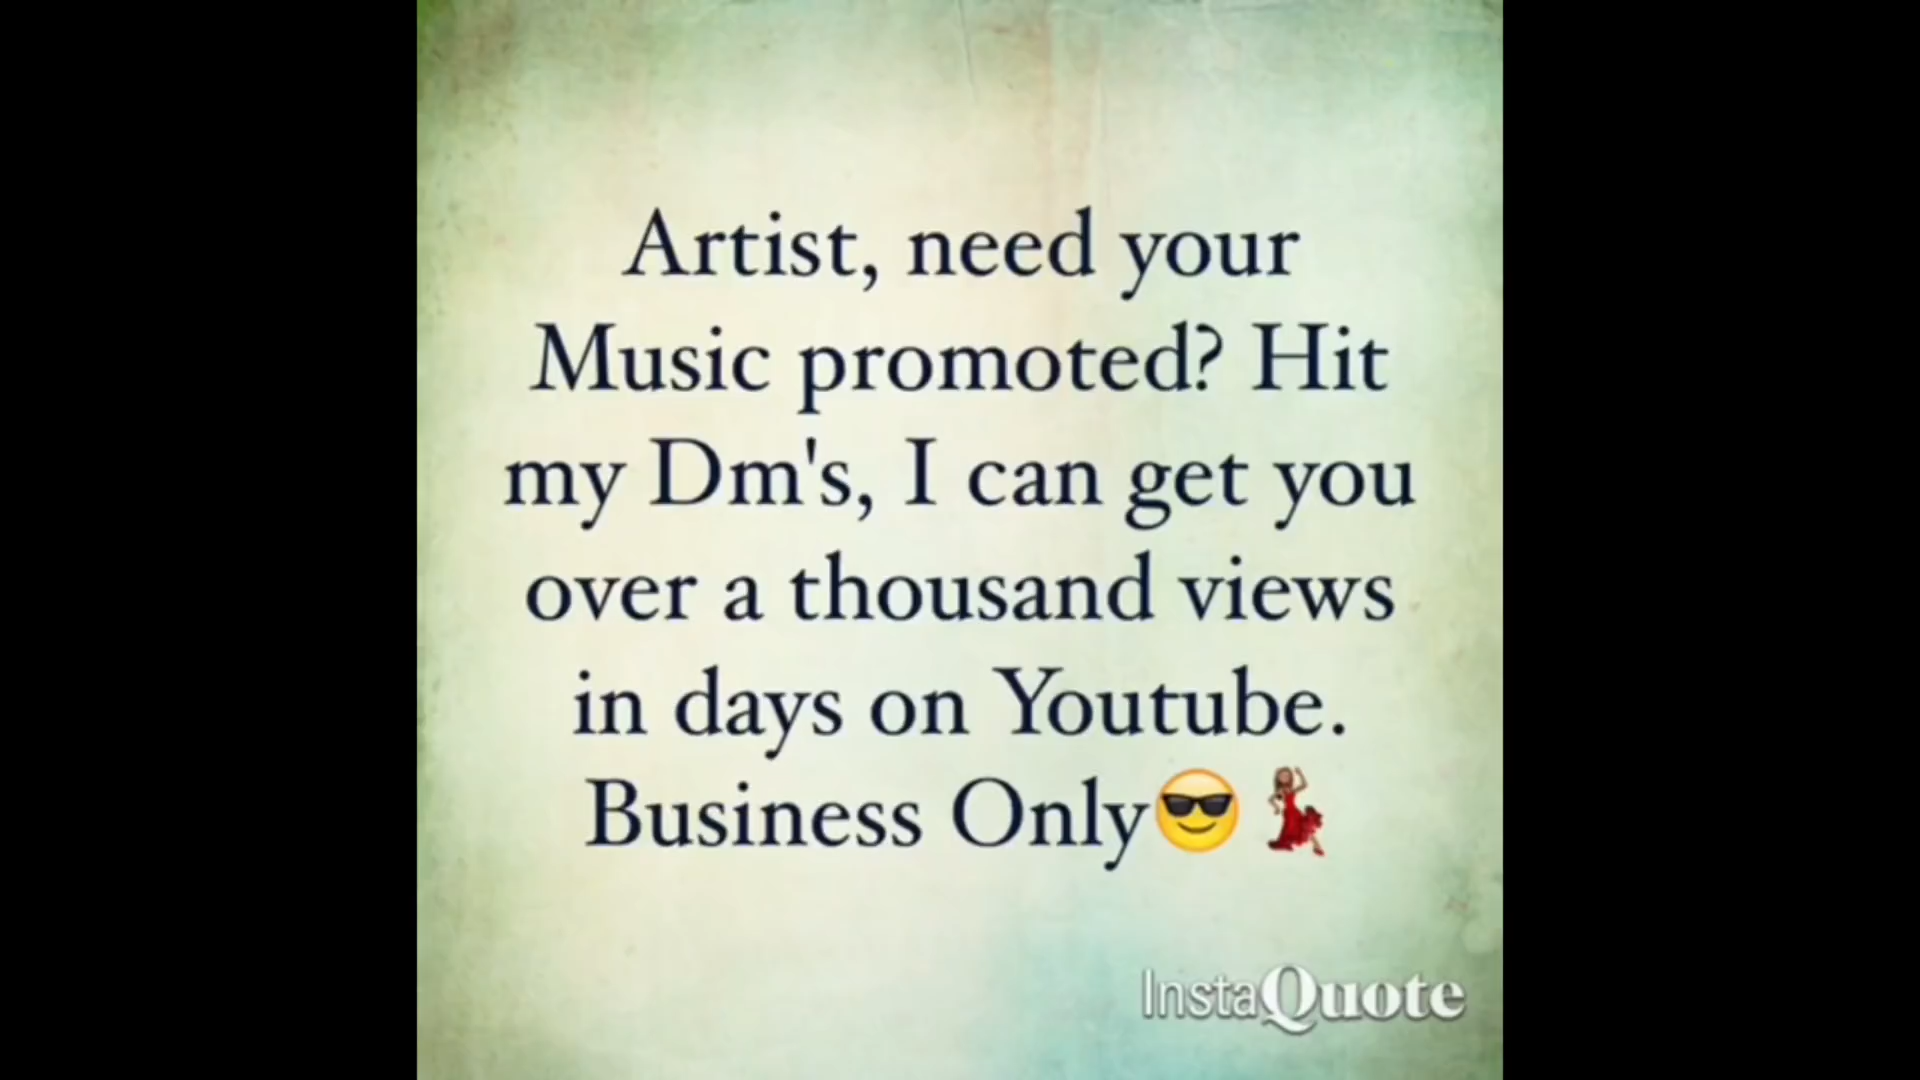 Artist, need your
Music promoted? Hit
my Dm's, I can get you
over a thousand views
in days on Youtube.
Business Only😎💃
InstaQuote